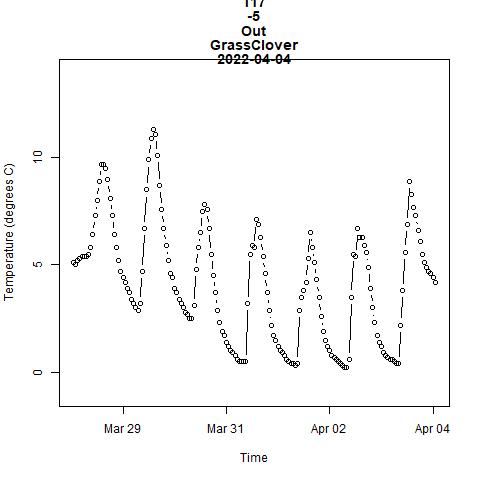 117
-5
Out
GrassClover
2022-04-04
10
5
0
Temperature (degrees C)
Mar 29 Mar 31 Apr 02 Apr 04
Time